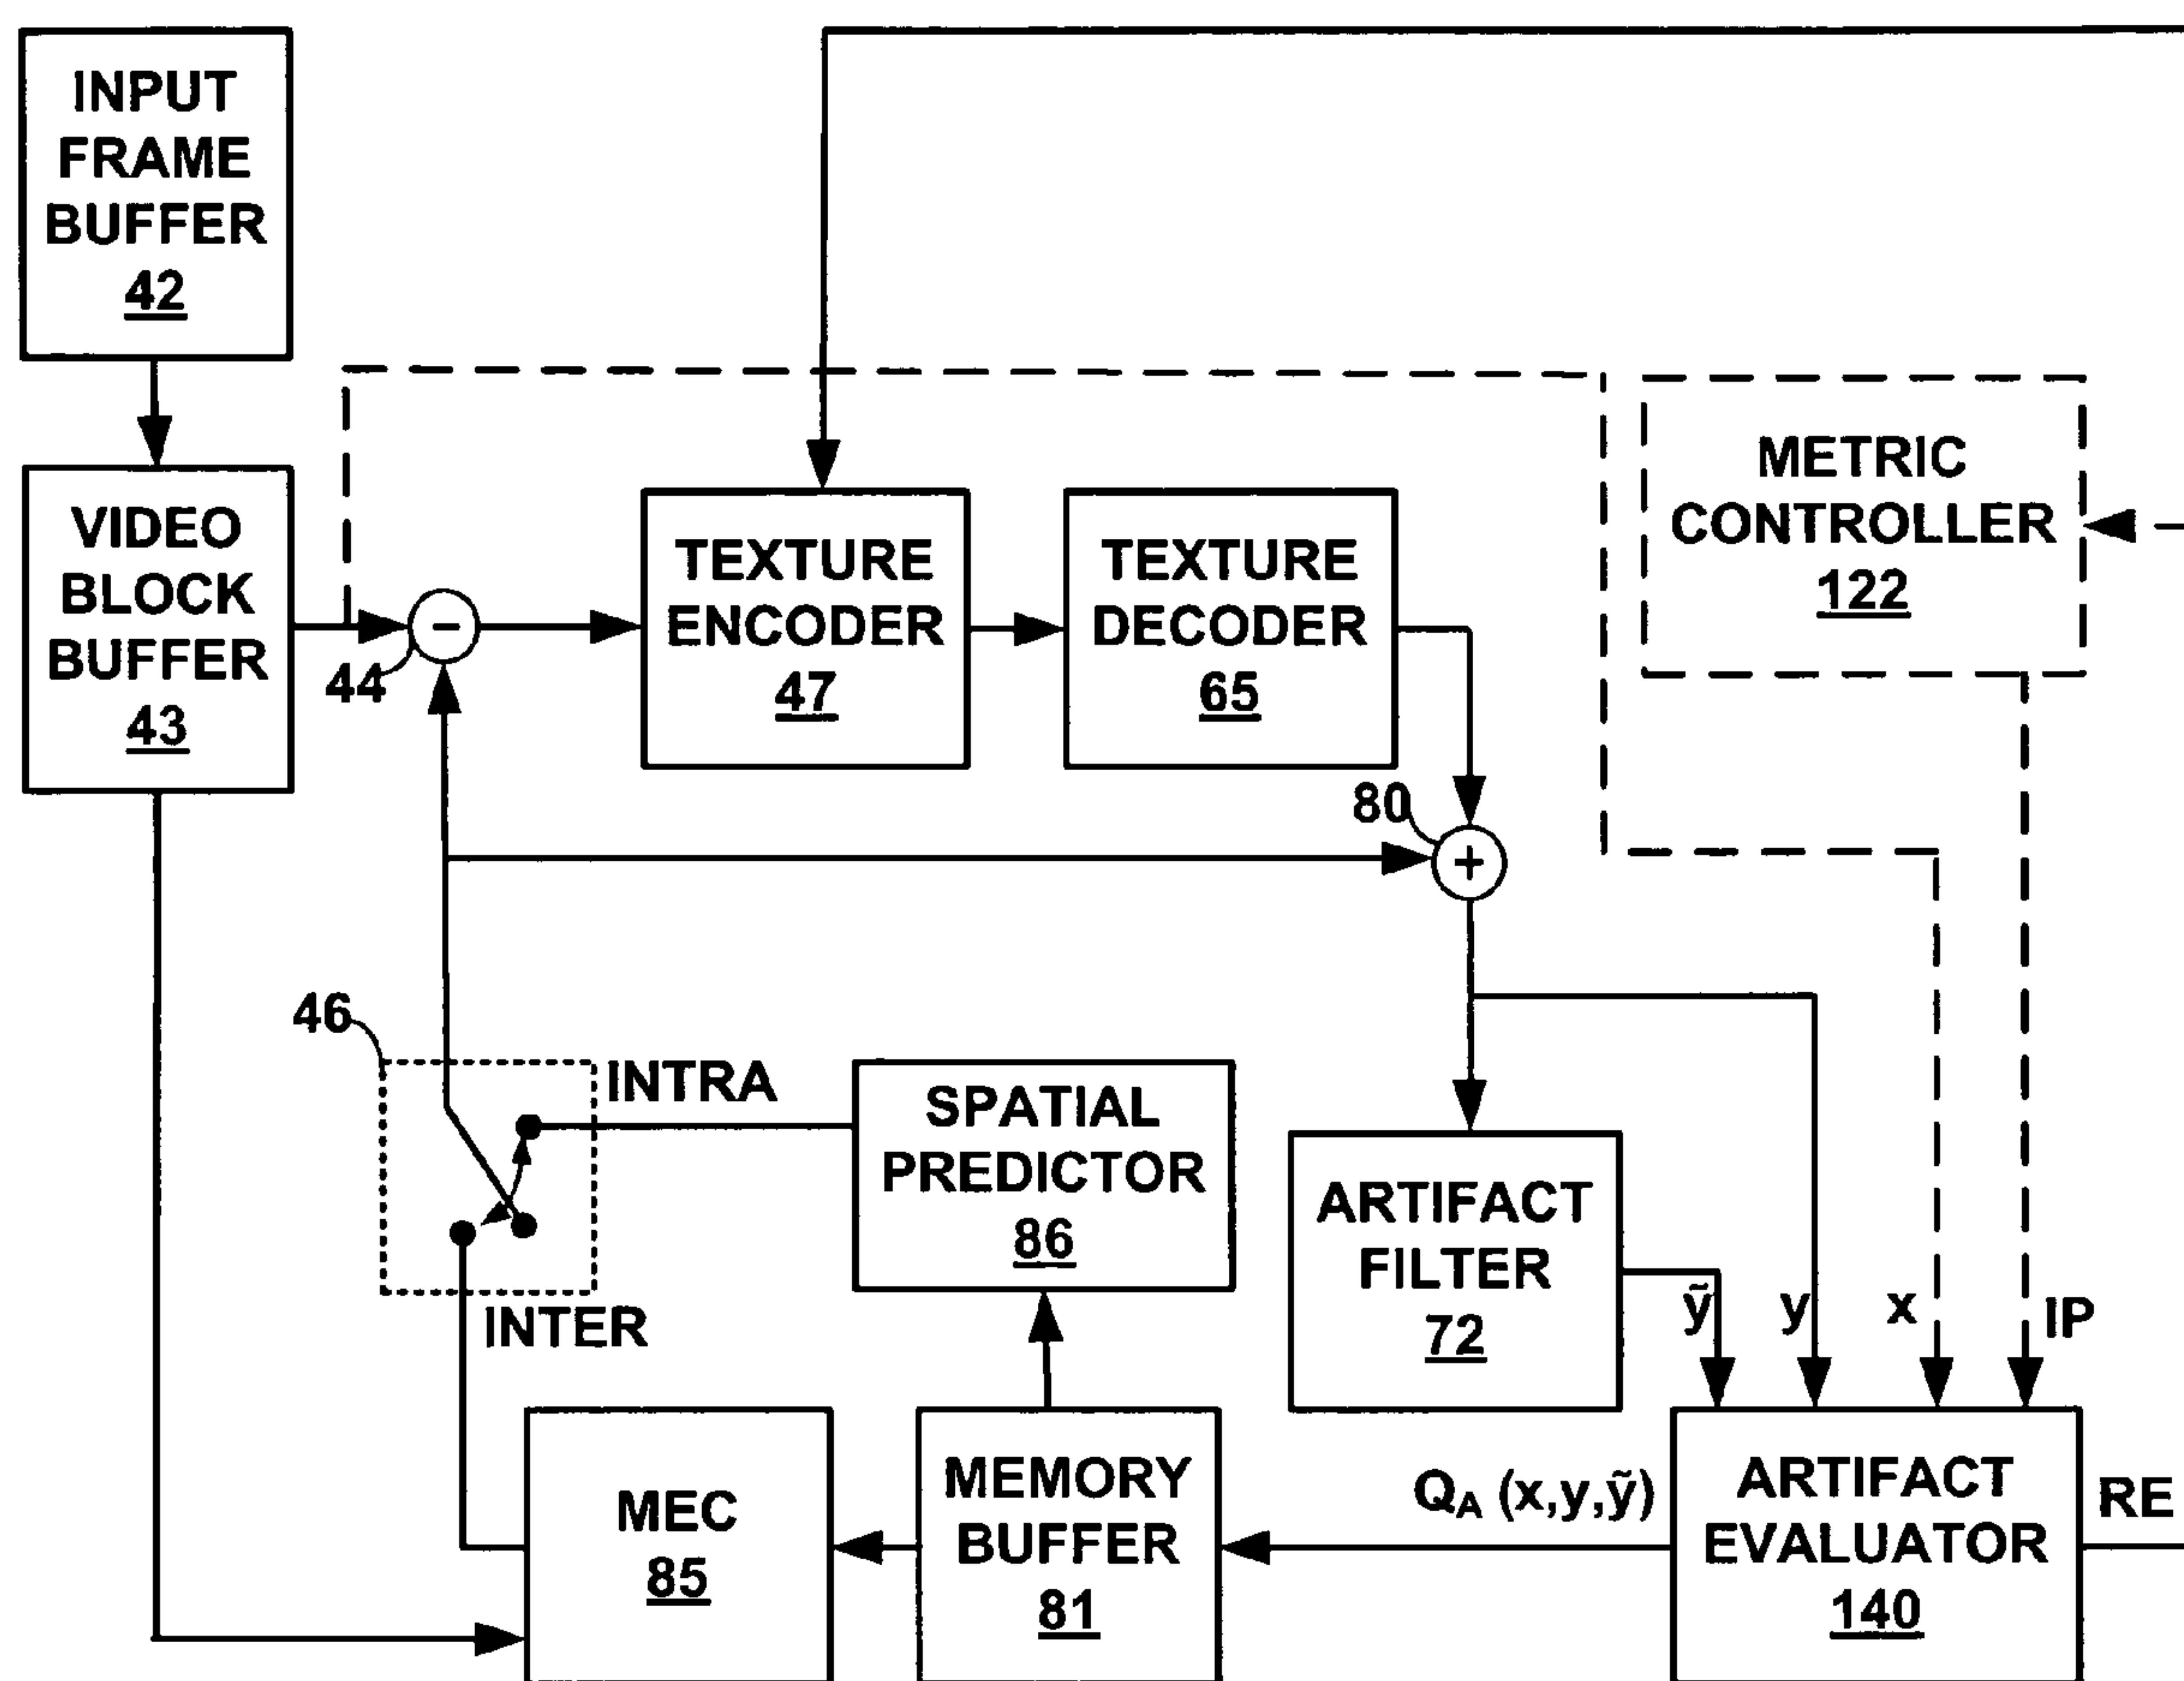 INPUT
FRAME
BUFFER
42
VIDEO
BLOCK
BUFFER
43
44
TEXTURE
ENCODER
47
TEXTURE
DECODER
65
METRIC
CONTROLLER
122
80
+
-
46
INTRA
INTER
SPATIAL
PREDICTOR
86
ARTIFACT
FILTER
72
ỹ
y
x
IP
MEC
85
MEMORY
BUFFER
81
QA (x,y,ỹ)
ARTIFACT
EVALUATOR
140
RE